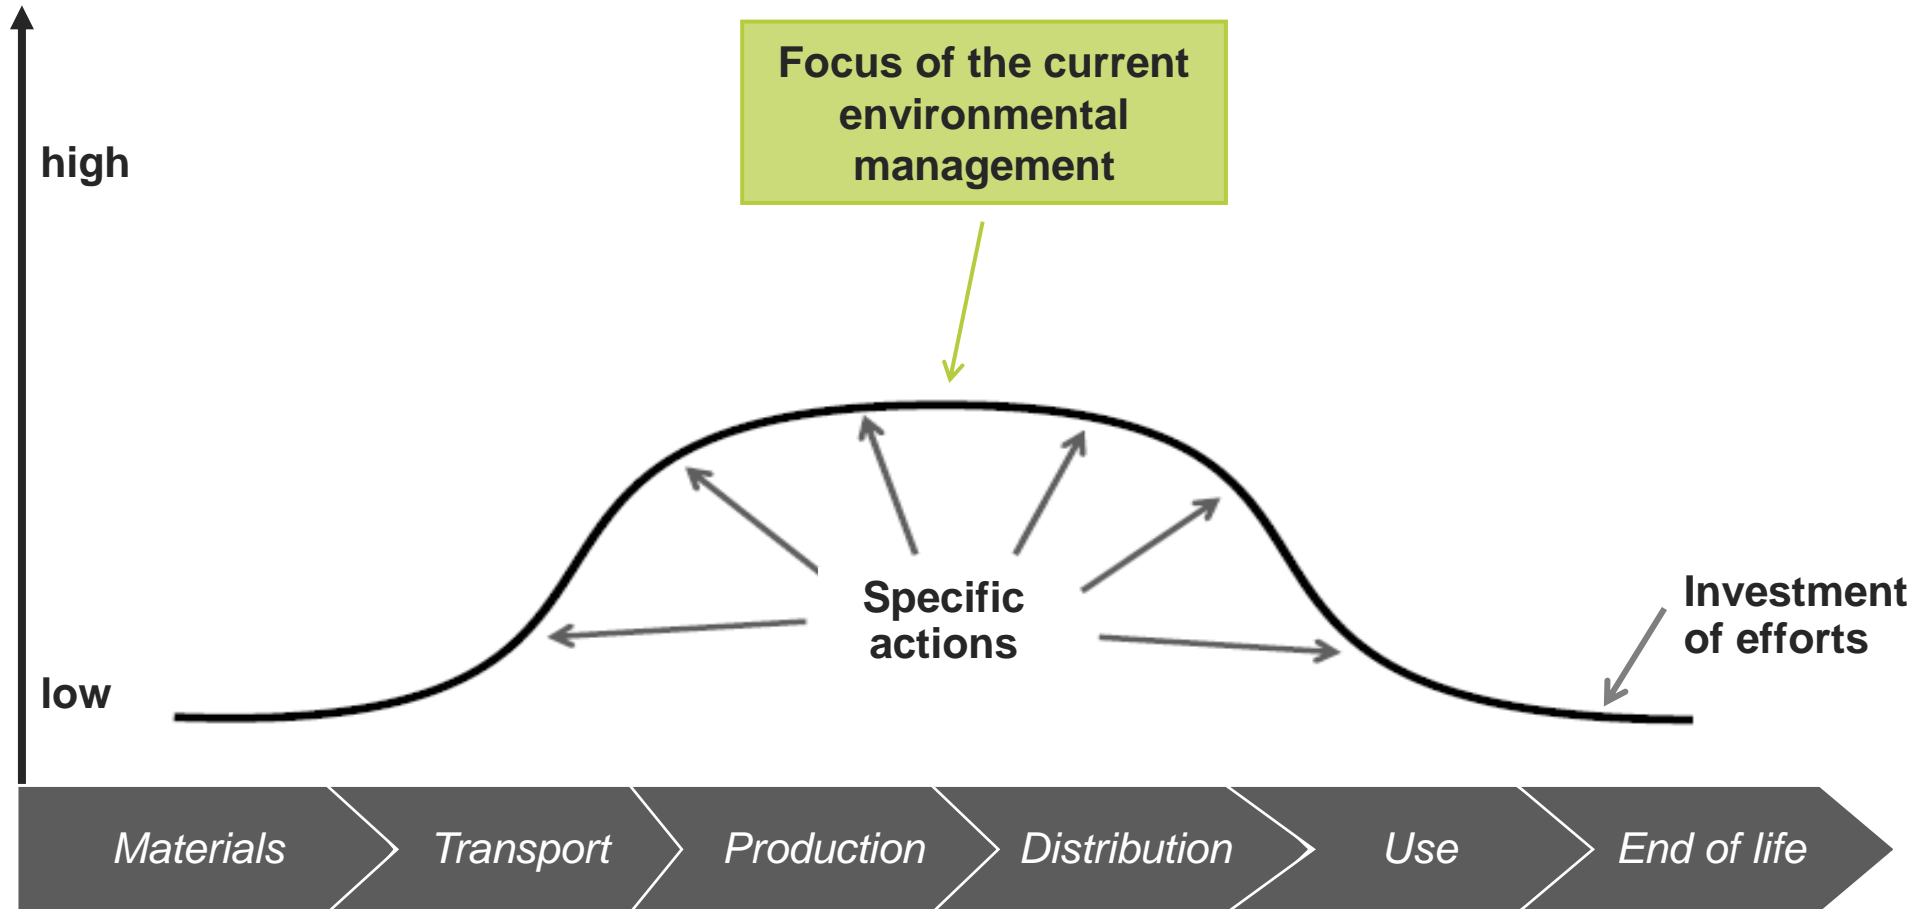 Focus of the current
environmental
management
high
Specific
actions
Investment
of efforts
low
Materials
Transport
Production
Distribution
Use
End of life